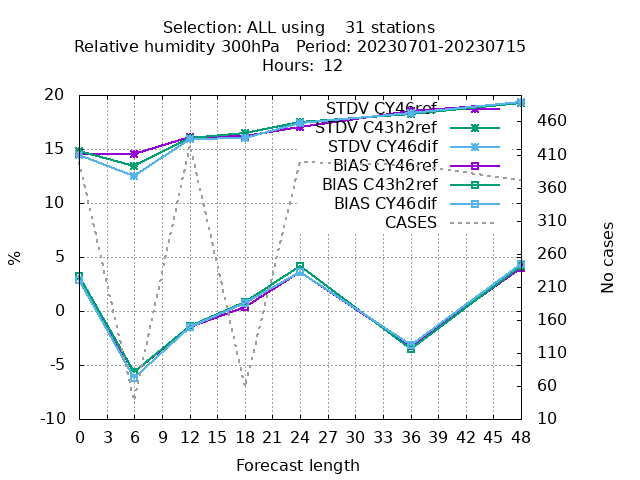 Selection: ALL using    31 stations
Relative humidity 300hPa   Period: 20230701-20230715
Hours: 12
STDV CY46ref
STDV C43h2ref
STDV CY46dif
BIAS CY46ref
BIAS C43h2ref
BIAS CY46dif
CASES
20
15
10
5
0
-5
-10
%
460
410
360
310
260
210
160
110
60
10
No cases
0 3 6 9 12 15 18 21 24 27 30 33 36 39 42 45 48
Forecast length